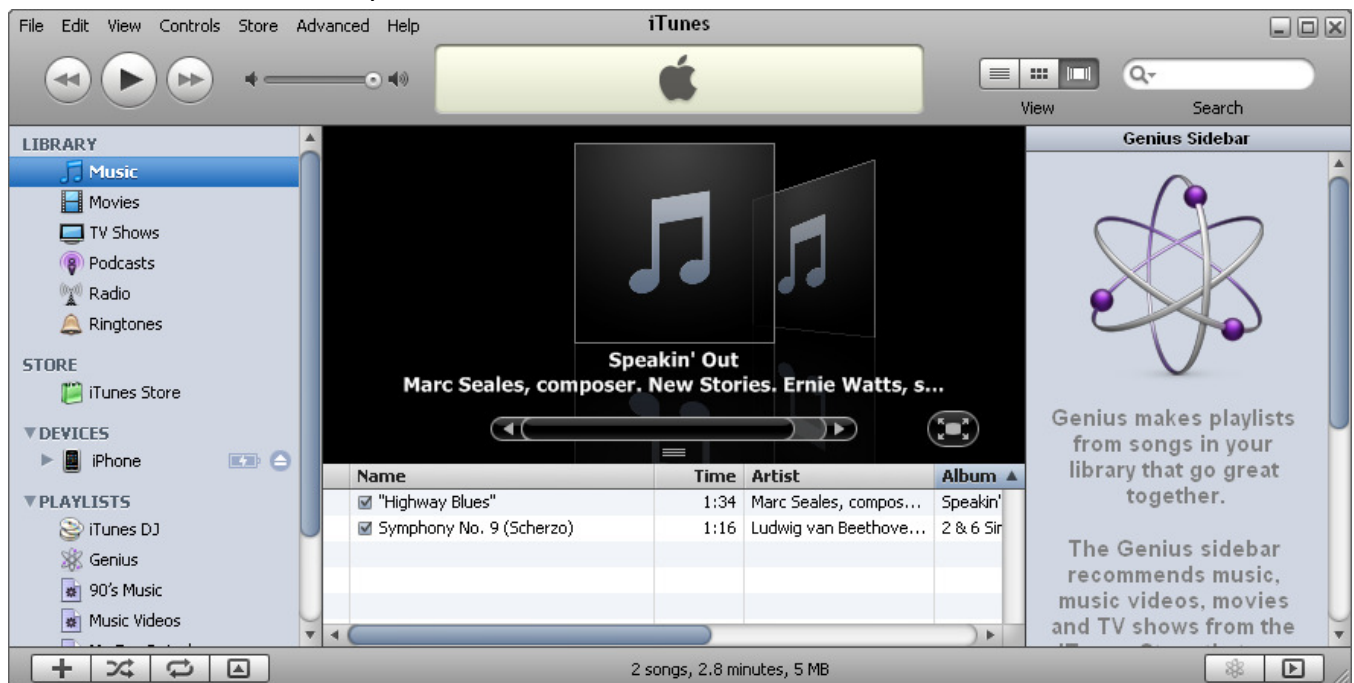 iTunes
File Edit View Controls Store Advanced Help
View
Search
LIBRARY
Music
Movies
TV Shows
Podcasts
Radio
Ringtones
STORE
iTunes Store
DEVICES
iPhone
PLAYLISTS
iTunes DJ
Genius
90's Music
Music Videos
Speakin' Out
Marc Seales, composer. New Stories. Ernie Watts, s...
Name Time Artist Album
"Highway Blues" 1:34 Marc Seales, compos... Speakin'
Symphony No. 9 (Scherzo) 1:16 Ludwig van Beethove... 2 & 6 Sin
Genius Sidebar
Genius makes playlists
from songs in your
library that go great
together.
The Genius sidebar
recommends music,
music videos, movies
and TV shows from the
2 songs, 2.8 minutes, 5 MB